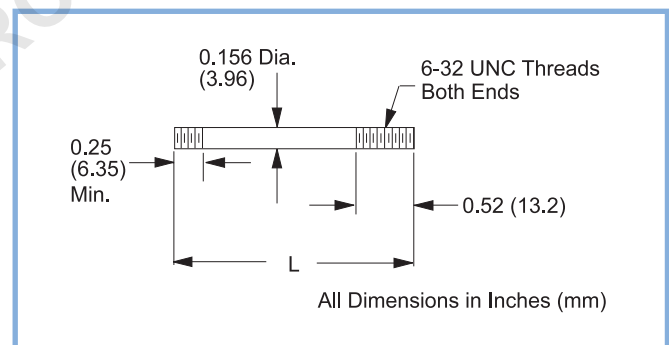 0.156 Dia.
(3.96)
6-32 UNC Threads
Both Ends
0.25
(6.35)
Min.
0.52 (13.2)
L
All Dimensions in Inches (mm)